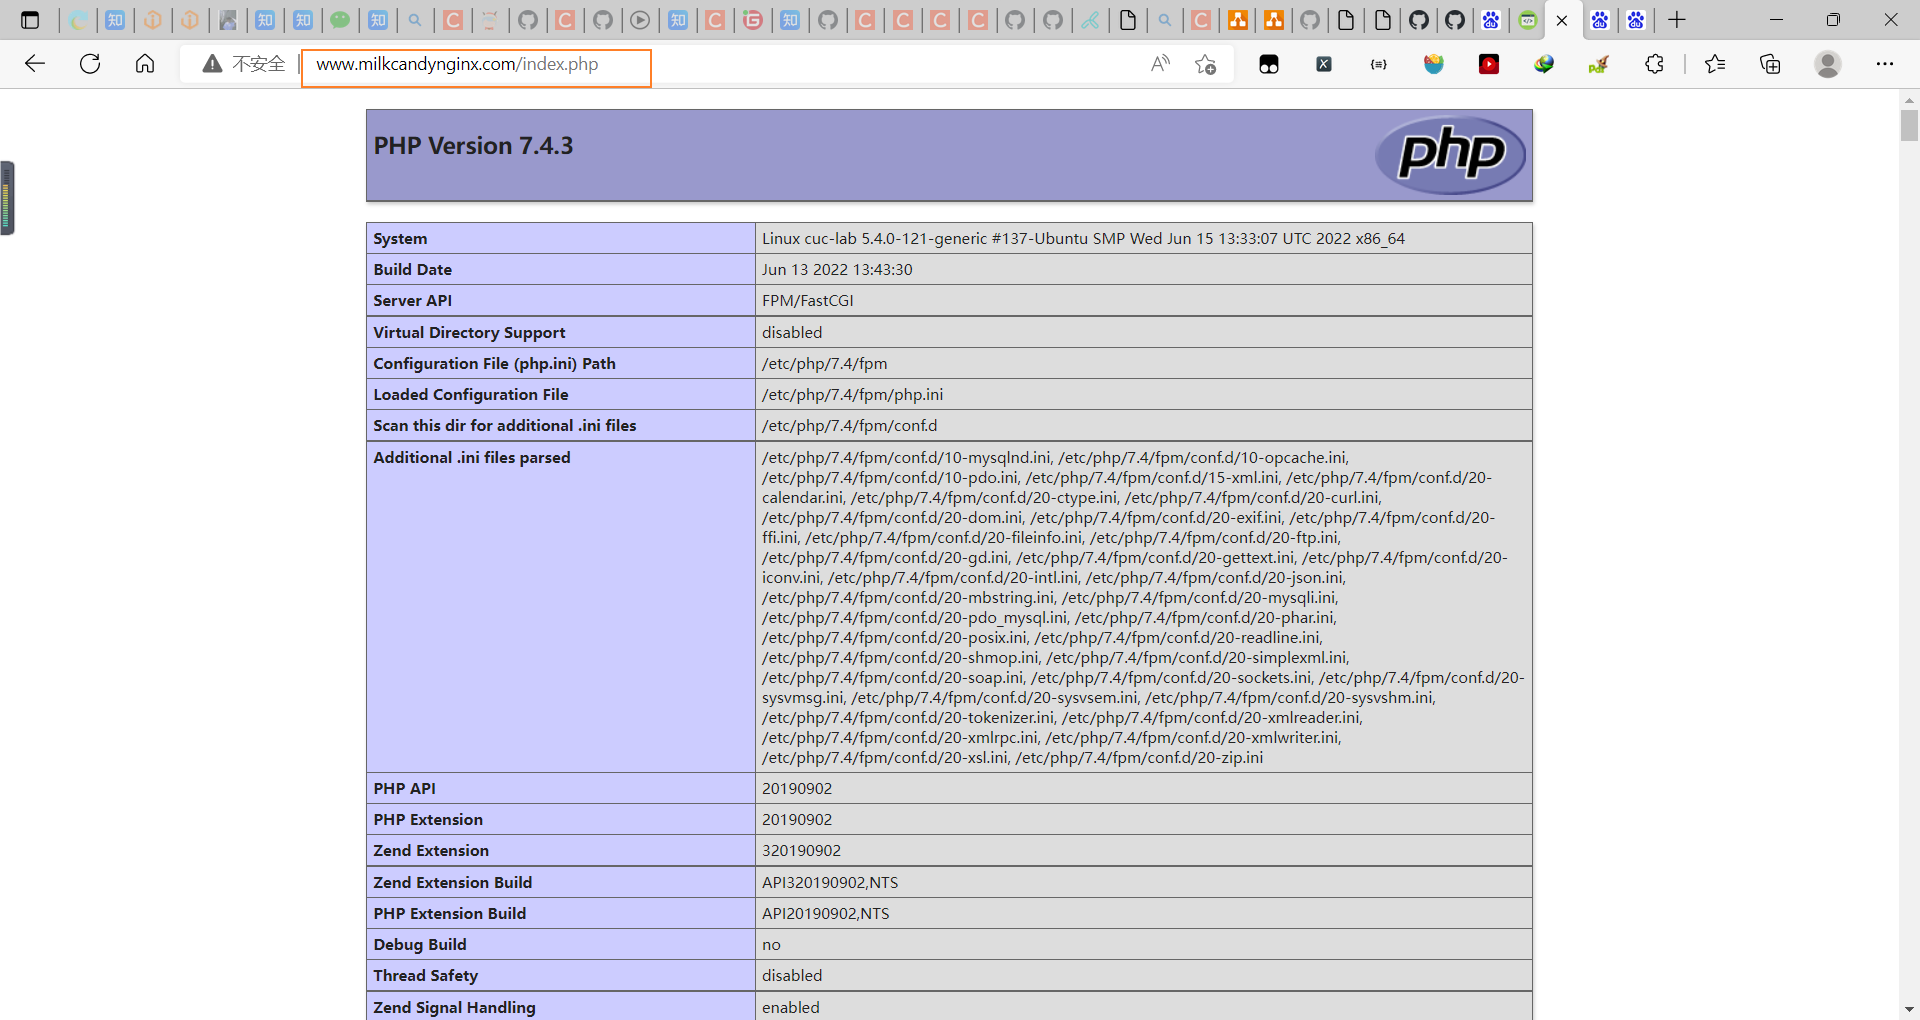 不安全 www.milkcandynginx.com/index.php
PHP Version 7.4.3
php
System Linux cuc-lab 5.4.0-121-generic #137-Ubuntu SMP Wed Jun 15 13:33:07 UTC 2022 x86_64
Build Date Jun 13 2022 13:43:30
Server API FPM/FastCGI
Virtual Directory Support disabled
Configuration File (php.ini) Path /etc/php/7.4/fpm
Loaded Configuration File /etc/php/7.4/fpm/php.ini
Scan this dir for additional .ini files /etc/php/7.4/fpm/conf.d
Additional .ini files parsed /etc/php/7.4/fpm/conf.d/10-mysqlnd.ini, /etc/php/7.4/fpm/conf.d/10-opcache.ini,
/etc/php/7.4/fpm/conf.d/10-pdo.ini, /etc/php/7.4/fpm/conf.d/15-xml.ini, /etc/php/7.4/fpm/conf.d/20-
calendar.ini, /etc/php/7.4/fpm/conf.d/20-ctype.ini, /etc/php/7.4/fpm/conf.d/20-curl.ini,
/etc/php/7.4/fpm/conf.d/20-dom.ini, /etc/php/7.4/fpm/conf.d/20-exif.ini, /etc/php/7.4/fpm/conf.d/20-
ffi.ini, /etc/php/7.4/fpm/conf.d/20-fileinfo.ini, /etc/php/7.4/fpm/conf.d/20-ftp.ini,
/etc/php/7.4/fpm/conf.d/20-gd.ini, /etc/php/7.4/fpm/conf.d/20-gettext.ini, /etc/php/7.4/fpm/conf.d/20-
iconv.ini, /etc/php/7.4/fpm/conf.d/20-intl.ini, /etc/php/7.4/fpm/conf.d/20-json.ini,
/etc/php/7.4/fpm/conf.d/20-mbstring.ini, /etc/php/7.4/fpm/conf.d/20-mysqli.ini,
/etc/php/7.4/fpm/conf.d/20-pdo_mysql.ini, /etc/php/7.4/fpm/conf.d/20-phar.ini,
/etc/php/7.4/fpm/conf.d/20-posix.ini, /etc/php/7.4/fpm/conf.d/20-readline.ini,
/etc/php/7.4/fpm/conf.d/20-shmop.ini, /etc/php/7.4/fpm/conf.d/20-simplexml.ini,
/etc/php/7.4/fpm/conf.d/20-soap.ini, /etc/php/7.4/fpm/conf.d/20-sockets.ini, /etc/php/7.4/fpm/conf.d/20-
sysvmsg.ini, /etc/php/7.4/fpm/conf.d/20-sysvsem.ini, /etc/php/7.4/fpm/conf.d/20-sysvshm.ini,
/etc/php/7.4/fpm/conf.d/20-tokenizer.ini, /etc/php/7.4/fpm/conf.d/20-xmlreader.ini,
/etc/php/7.4/fpm/conf.d/20-xmlrpc.ini, /etc/php/7.4/fpm/conf.d/20-xmlwriter.ini,
/etc/php/7.4/fpm/conf.d/20-xsl.ini, /etc/php/7.4/fpm/conf.d/20-zip.ini
PHP API 20190902
PHP Extension 20190902
Zend Extension 320190902
Zend Extension Build API320190902,NTS
PHP Extension Build API20190902,NTS
Debug Build no
Thread Safety disabled
Zend Signal Handling enabled